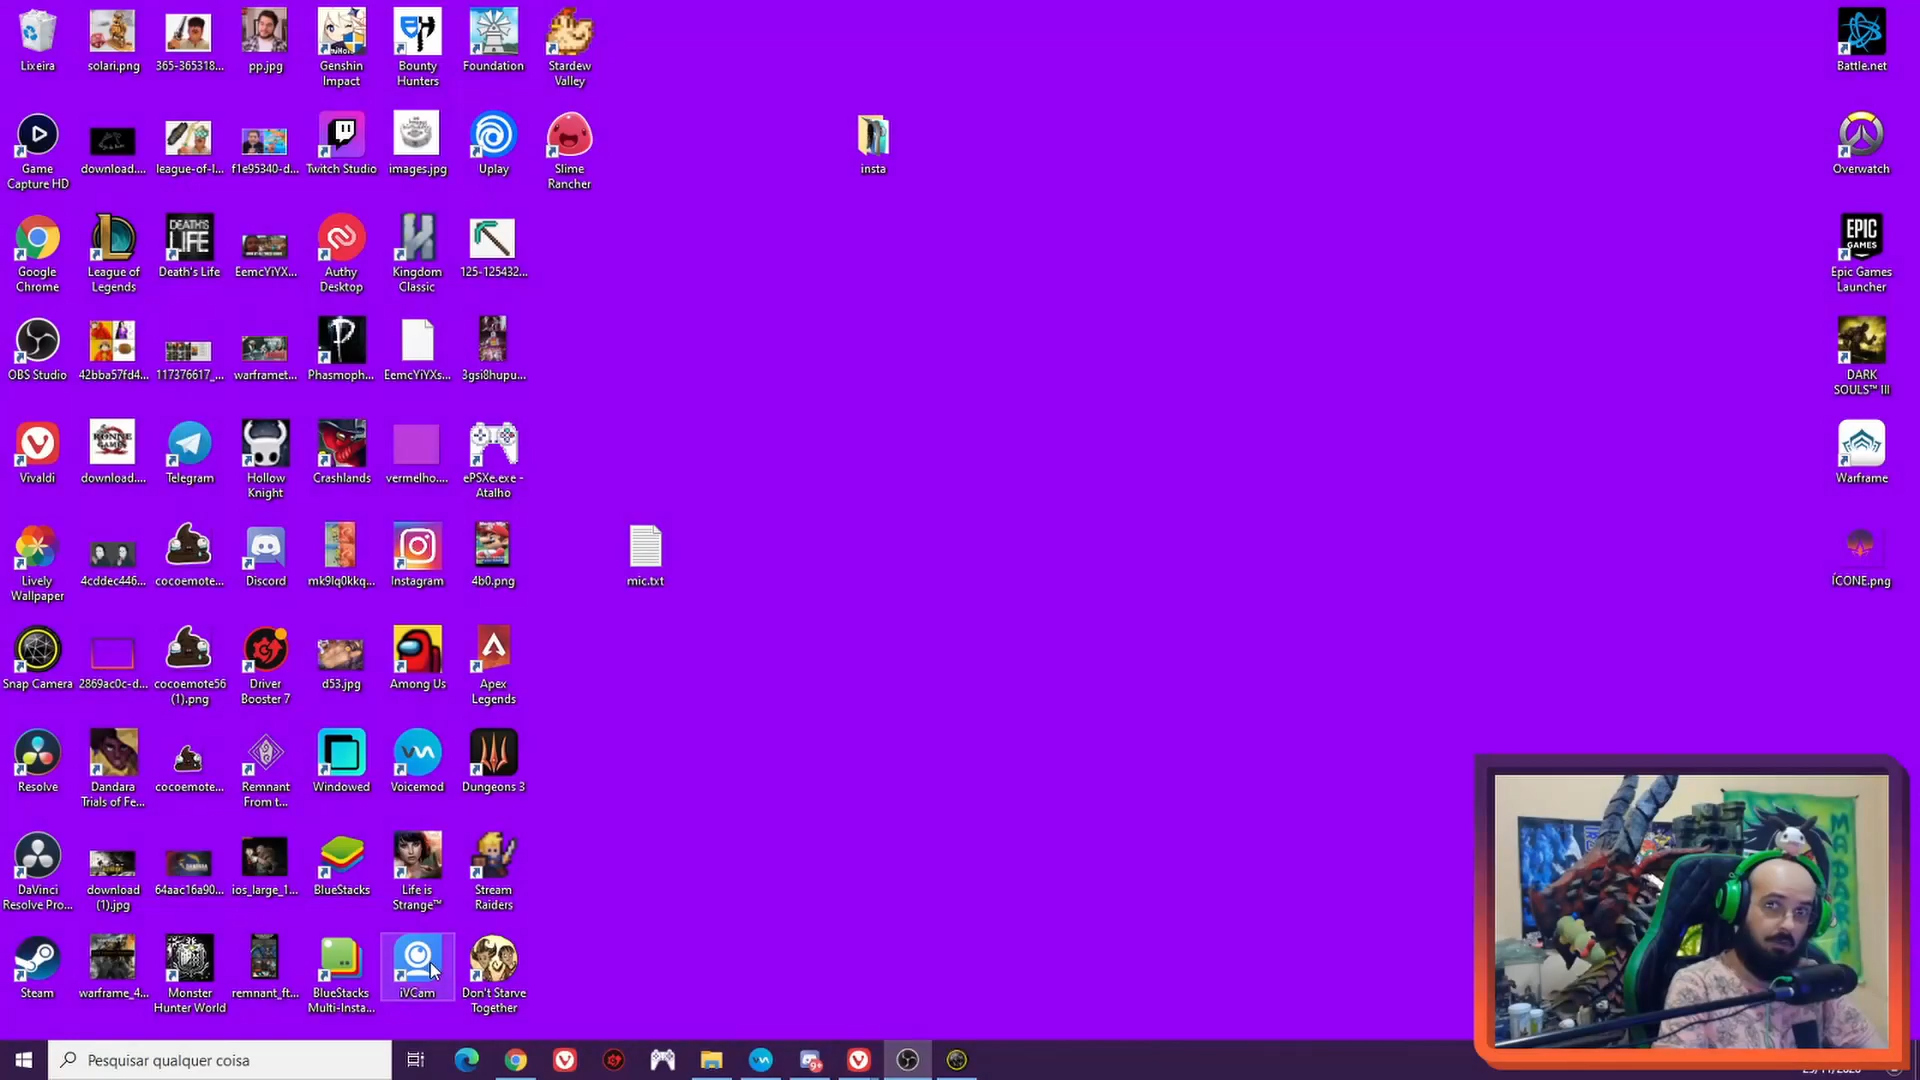 Lixeira
solari.png
365-365318...
pp.jpg
Genshin
Impact
Bounty
Hunters
Foundation
Stardew
Valley
Battle.net
Game
Capture HD
download....
league-of-l...
f1e95340-d...
Twitch Studio
images.jpg
Uplay
Slime
Rancher
insta
Overwatch
Google
Chrome
League of
Legends
DEATH'S
LIFE
Death's Life
EemcYiYX...
Authy
Desktop
Kingdom
Classic
125-125432...
EPIC
GAMES
Epic Games
Launcher
OBS Studio
42bba57fd4...
117376617_...
warframet...
Phasmoph...
EemcYiYXs...
3gsi8hupu...
DARK
SOULS™ III
Vivaldi
download....
Telegram
Hollow
Knight
Crashlands
vermelho....
ePSXe.exe -
Atalho
Warframe
Lively
Wallpaper
4cddec446...
cocoemote...
Discord
mk9lq0kkq...
Instagram
4b0.png
mic.txt
ÍCONE.png
Snap Camera
2869ac0c-d...
cocoemote56
(1).png
Driver
Booster 7
d53.jpg
Among Us
Apex
Legends
Resolve
Dandara
Trials of Fe...
cocoemote...
Remnant
From t...
Windowed
Voicemod
Dungeons 3
DaVinci
Resolve Pro...
download
(1).jpg
64aac16a90...
ios_large_1...
BlueStacks
Life is
Strange™
Stream
Raiders
Steam
warframe_4...
Monster
Hunter World
remnant_ft...
BlueStacks
Multi-Insta...
iVCam
Don't Starve
Together
MADARA
Pesquisar qualquer coisa